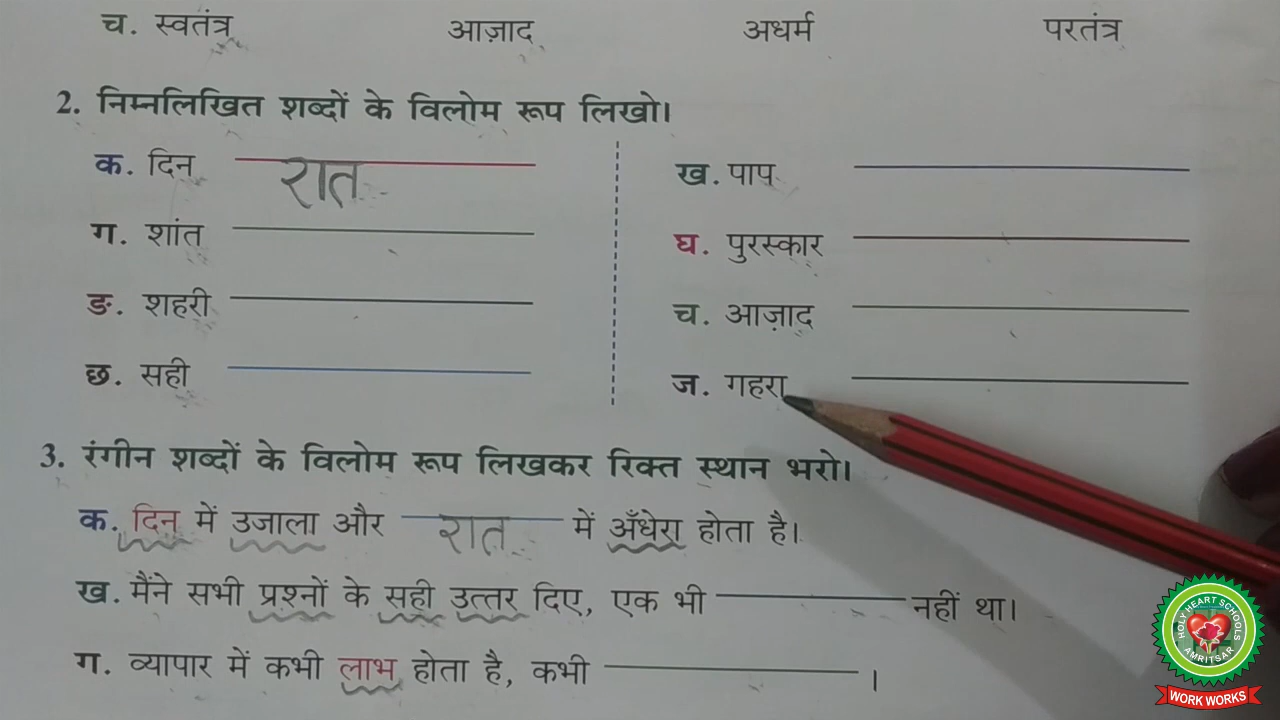 च. स्वतंत्र आज़ाद अधर्म परतंत्र
2. निम्नलिखित शब्दों के विलोम रूप लिखो।
क. दिन रात ख. पाप
ग. शांत घ. पुरस्कार
ङ. शहरी च. आज़ाद
छ. सही ज. गहरा
3. रंगीन शब्दों के विलोम रूप लिखकर रिक्त स्थान भरो।
क. दिन में उजाला और रात में अँधेरा होता है।
ख. मैंने सभी प्रश्नों के सही उत्तर दिए, एक भी नहीं था।
ग. व्यापार में कभी लाभ होता है, कभी ।
HOLY HEART SCHOOLS
AMRITSAR
WORK WORKS